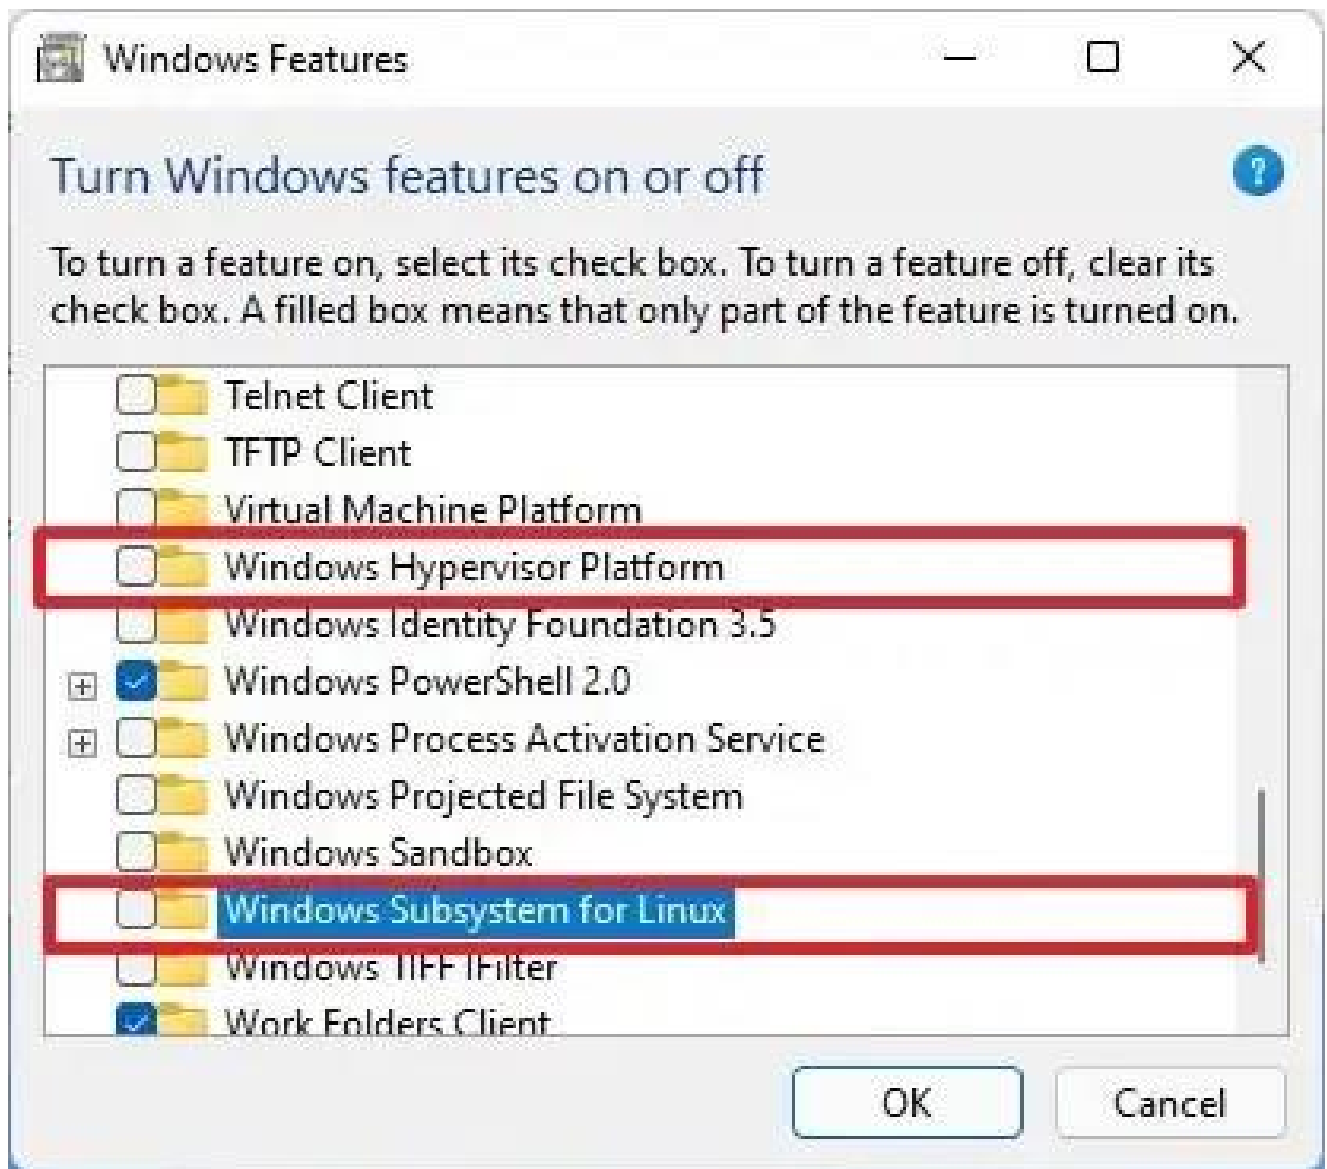 Windows Features
Turn Windows features on or off
?
To turn a feature on, select its check box. To turn a feature off, clear its
check box. A filled box means that only part of the feature is turned on.
Telnet Client
TFTP Client
Virtual Machine Platform
Windows Hypervisor Platform
Windows Identity Foundation 3.5
Windows PowerShell 2.0
Windows Process Activation Service
Windows Projected File System
Windows Sandbox
Windows Subsystem for Linux
Windows TIFF IFilter
Work Folders Client
OK
Cancel